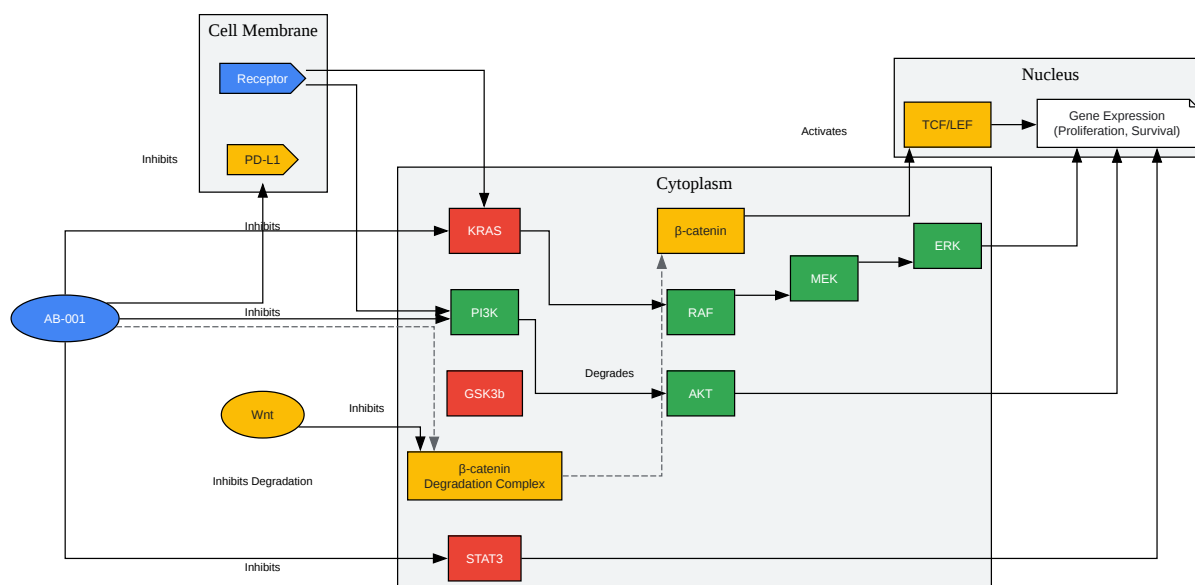 Cell Membrane
Receptor
Nucleus
TCF/LEF
Gene Expression
(Proliferation, Survival)
Activates
Inhibits
PD-L1
Cytoplasm
Inhibits
KRAS
β-catenin
ERK
MEK
AB-001
Inhibits
PI3K
RAF
Degrades
GSK3b
AKT
Wnt
Inhibits
β-catenin
Degradation Complex
Inhibits Degradation
STAT3
Inhibits